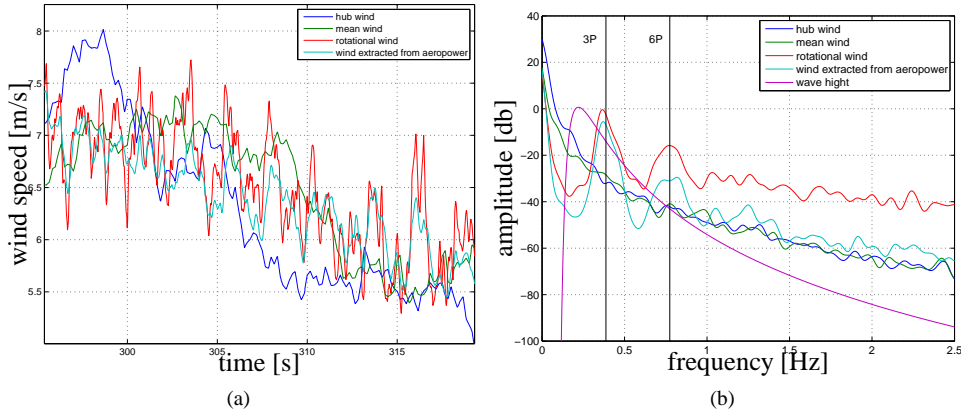 8
7.5
7
6.5
6
5.5
300
305
310
315
wind speed [m/s]
time [s]
hub wind
mean wind
rotational wind
wind extracted from aeropower
(a)
40
20
0
−20
−40
−60
−80
−100
0
0.5
1
1.5
2
2.5
amplitude [db]
frequency [Hz]
3P
6P
hub wind
mean wind
rotational wind
wind extracted from aeropower
wave hight
(b)